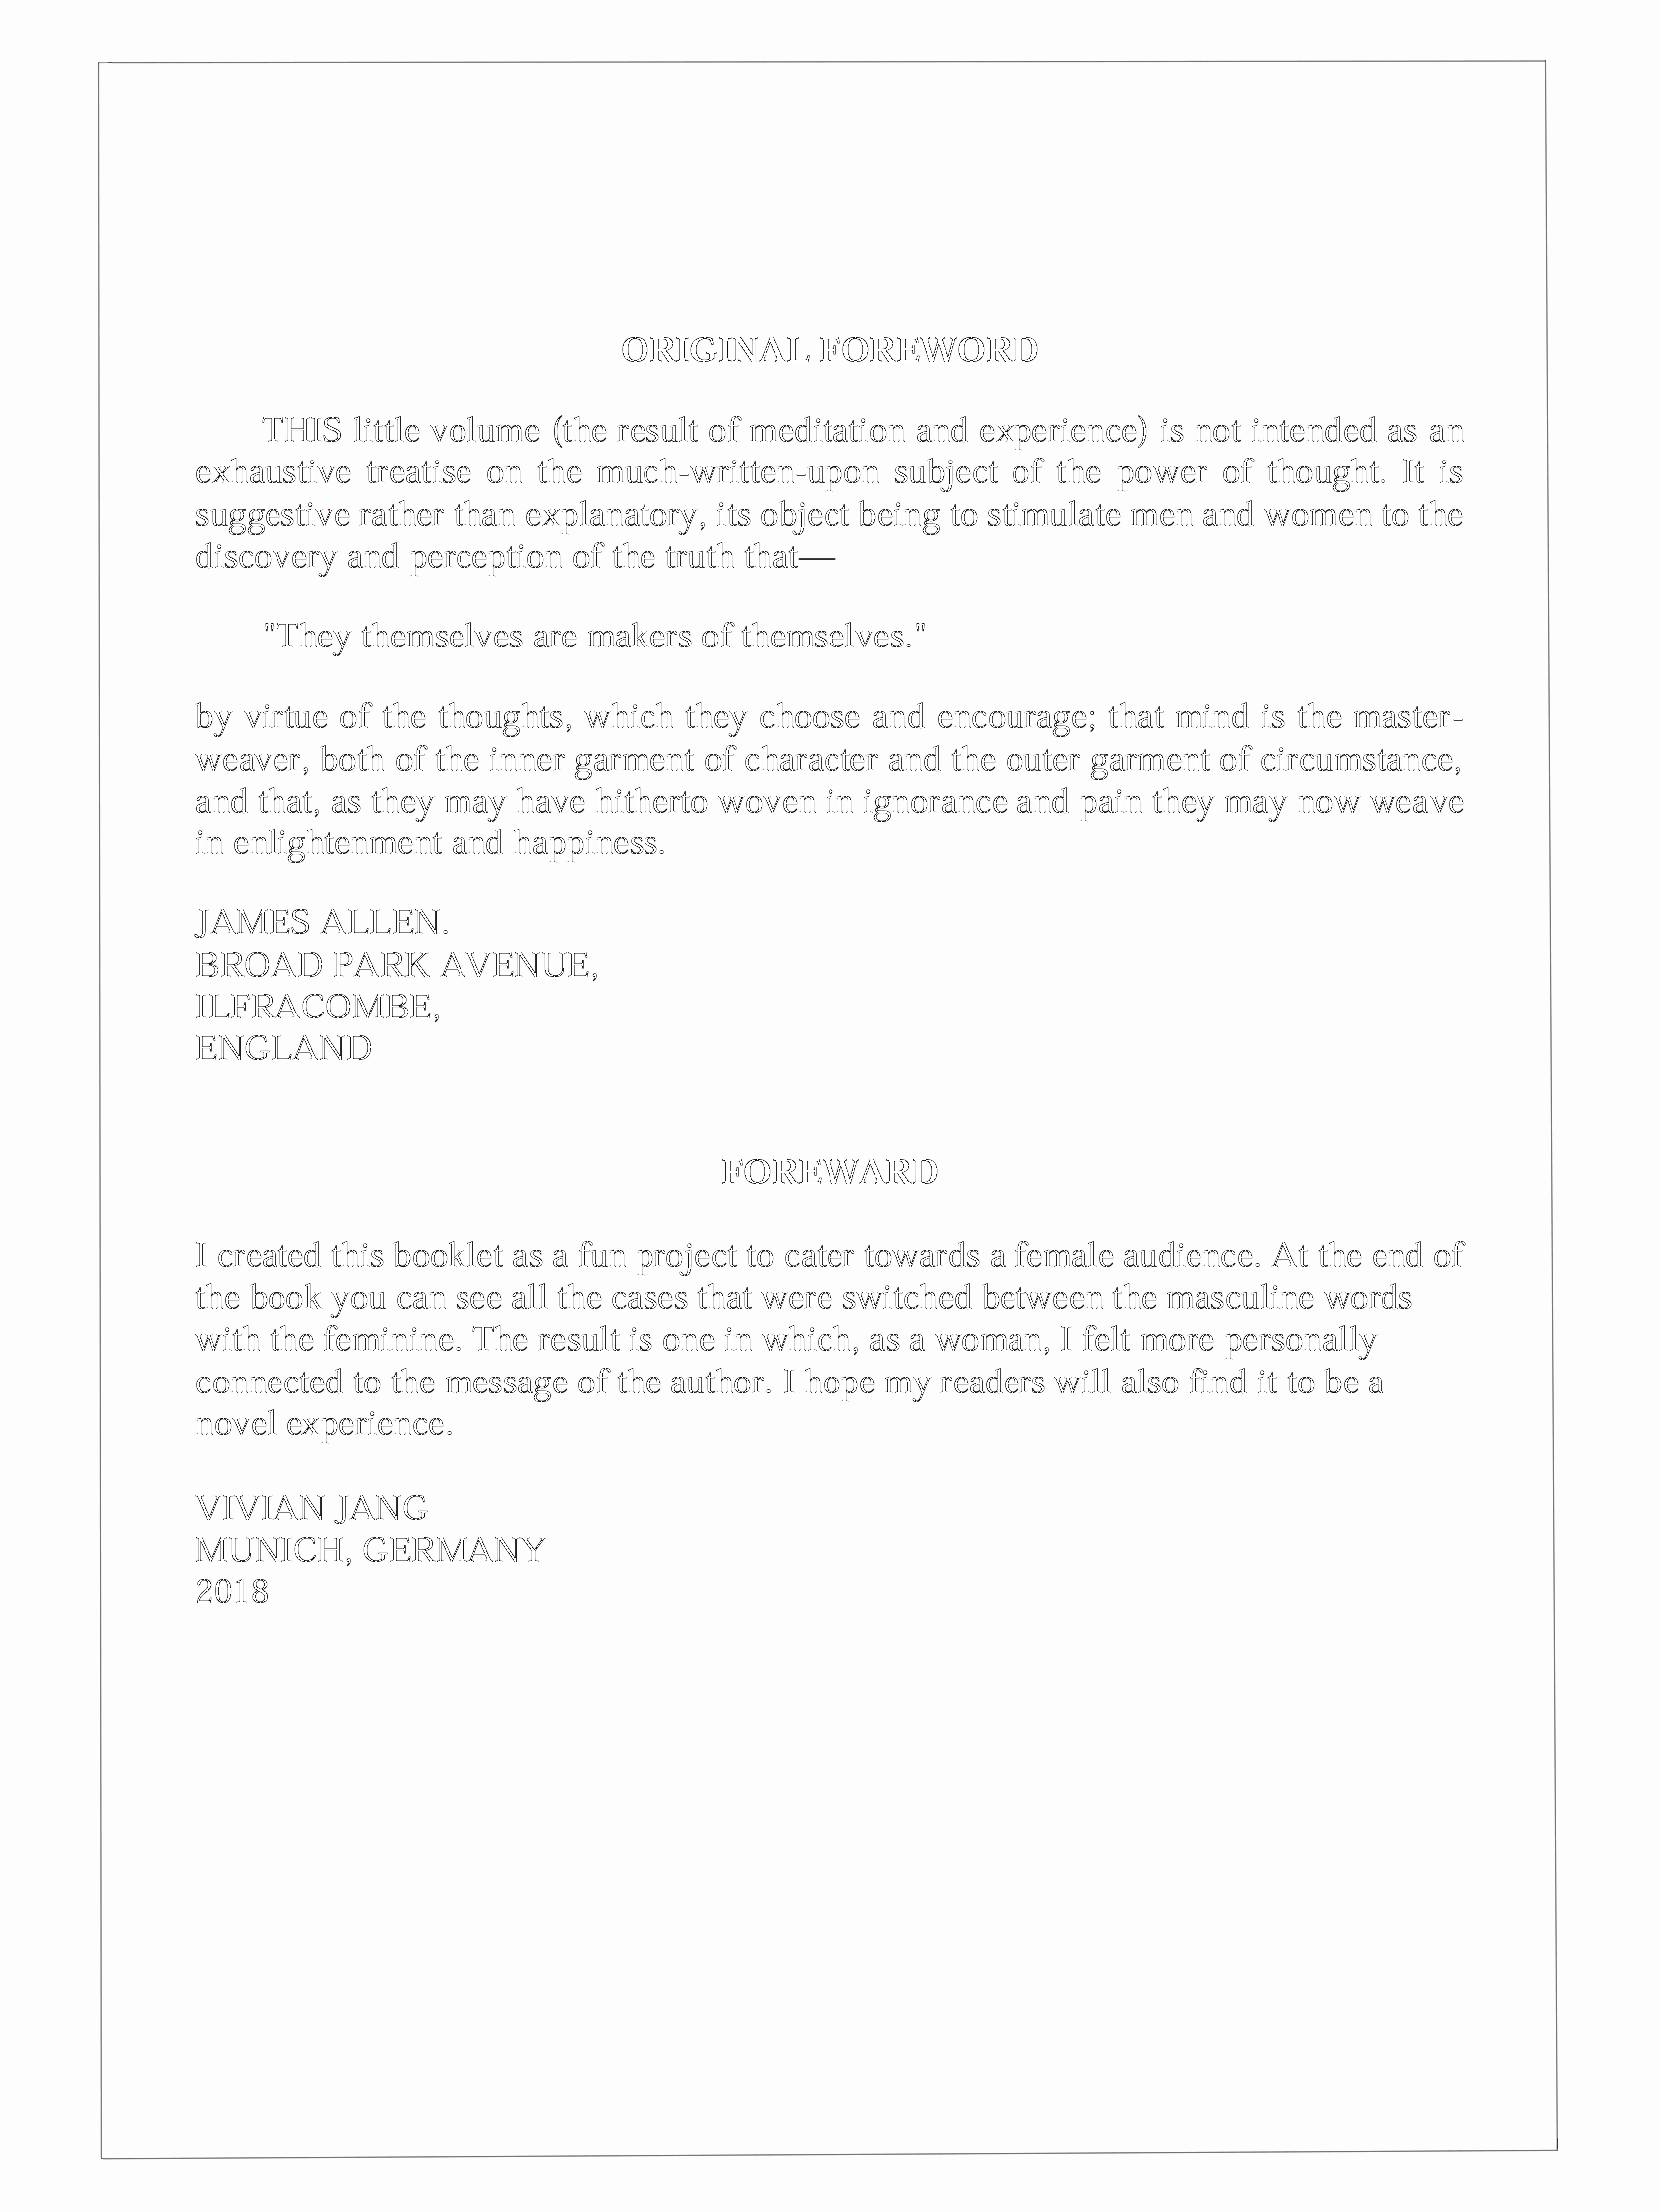 ORIGINAL FOREWORD
THIS little volume (the result of meditation and experience) is not intended as an
exhaustive treatise on the much-written-upon subject of the power of thought. It is
suggestive rather than explanatory, its object being to stimulate men and women to the
discovery and perception of the truth that—
"They themselves are makers of themselves."
by virtue of the thoughts, which they choose and encourage; that mind is the master-
weaver, both of the inner garment of character and the outer garment of circumstance,
and that, as they may have hitherto woven in ignorance and pain they may now weave
in enlightenment and happiness.
JAMES ALLEN.
BROAD PARK AVENUE,
ILFRACOMBE,
ENGLAND
FOREWARD
I created this booklet as a fun project to cater towards a female audience. At the end of
the book you can see all the cases that were switched between the masculine words
with the feminine. The result is one in which, as a woman, I felt more personally
connected to the message of the author. I hope my readers will also find it to be a
novel experience.
VIVIAN JANG
MUNICH, GERMANY
2018